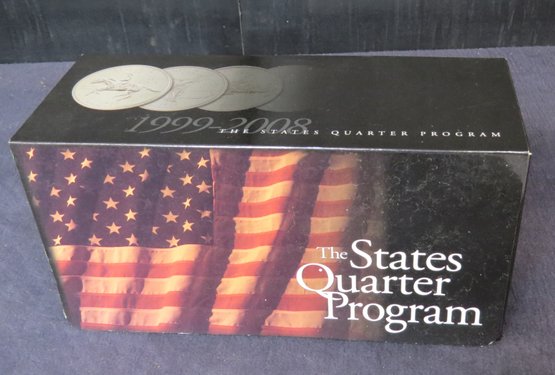 1999-2008
THE STATES QUARTER PROGRAM
The States
Quarter
Program